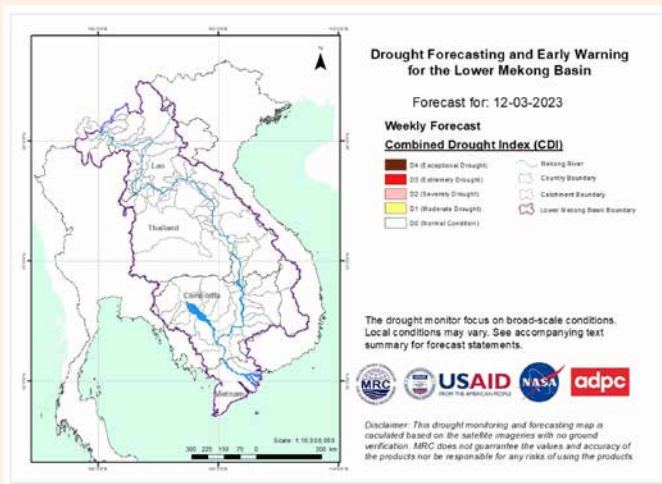 Drought Forecasting and Early Warning
for the Lower Mekong Basin
Forecast for: 12-03-2023
Weekly Forecast
Combined Drought Index (CDI)
D4 (Exceptional Drought)
D3 (Extremely Drought)
D2 (Severely Drought)
D1 (Moderate Drought)
D0 (Normal Condition)
Mekong River
Country Boundary
Catchment Boundary
Lower Mekong Basin Boundary
N
Lao
Thailand
Cambodia
Vietnam
Scale : 1:10,000,000
300 225 150 75 0 300 km
The drought monitor focus on broad-scale conditions.
Local conditions may vary. See accompanying text
summary for forecast statements.
MRC
USAID
FROM THE AMERICAN PEOPLE
NASA
adpc
Disclaimer: This drought monitoring and forecasting map is
caculated based on the satellite imageries with no ground
verification. MRC does not guarrantee the values and accuracy of
the products nor be responsible for any risks of using the products